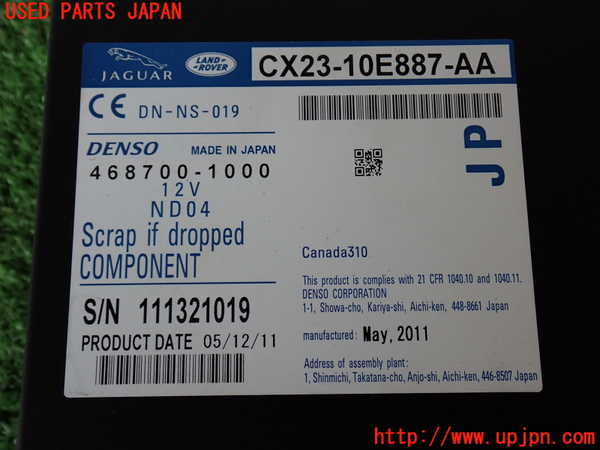 USED PARTS JAPAN
JAGUAR
LAND ROVER
CX23-10E887-AA
CE DN-NS-019
DENSO MADE IN JAPAN
468700-1000
12V
ND04
Scrap if dropped
COMPONENT
S/N 111321019
PRODUCT DATE 05/12/11
JP
Canada310
This product is complies with 21 CFR 1040.10 and 1040.11.
DENSO CORPORATION
1-1, Showa-cho, Kariya-shi, Aichi-ken, 448-8661 Japan
manufactured: May, 2011
Address of assembly plant:
1, Shinmichi, Takatana-cho, Anjo-shi, Aichi-ken, 446-8507 Japan
www.upjpn.com